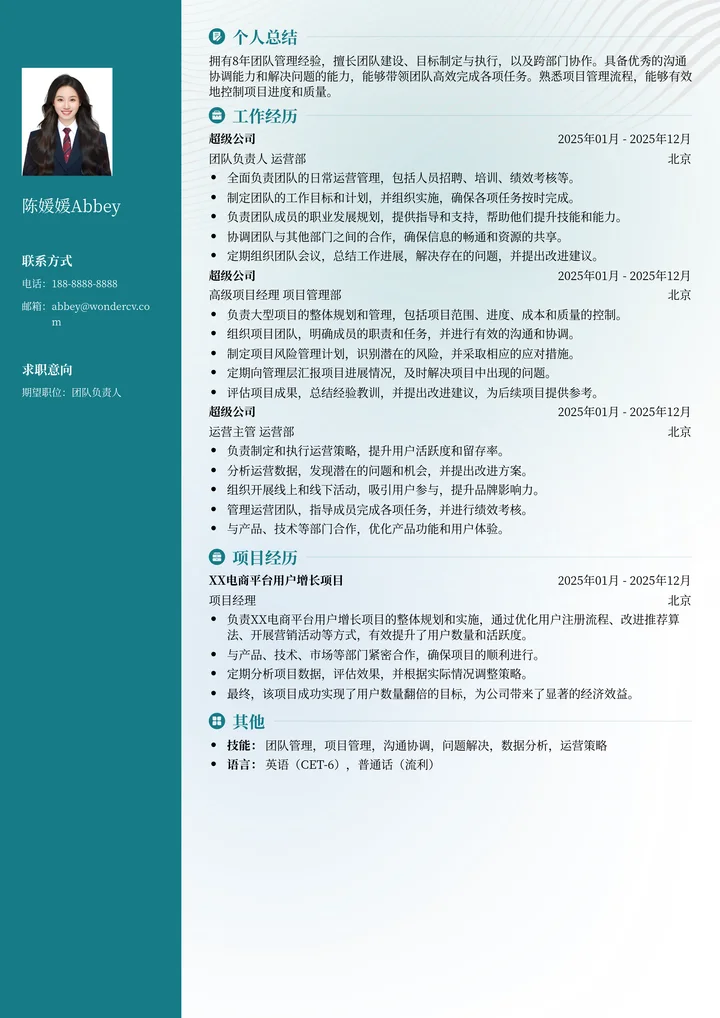 陈媛媛Abbey
联系方式
电话：188-8888-8888
邮箱：abbey@wondercv.co
m
求职意向
期望职位：团队负责人
个人总结
拥有8年团队管理经验，擅长团队建设、目标制定与执行，以及跨部门协作。具备优秀的沟通
协调能力和解决问题的能力，能够带领团队高效完成各项任务。熟悉项目管理流程，能够有效
地控制项目进度和质量。
工作经历
超级公司 2025年01月 - 2025年12月
团队负责人 运营部 北京
• 全面负责团队的日常运营管理，包括人员招聘、培训、绩效考核等。
• 制定团队的工作目标和计划，并组织实施，确保各项任务按时完成。
• 负责团队成员的职业发展规划，提供指导和支持，帮助他们提升技能和能力。
• 协调团队与其他部门之间的合作，确保信息的畅通和资源的共享。
• 定期组织团队会议，总结工作进展，解决存在的问题，并提出改进建议。
超级公司 2025年01月 - 2025年12月
高级项目经理 项目管理部 北京
• 负责大型项目的整体规划和管理，包括项目范围、进度、成本和质量的控制。
• 组织项目团队，明确成员的职责和任务，并进行有效的沟通和协调。
• 制定项目风险管理计划，识别潜在的风险，并采取相应的应对措施。
• 定期向管理层汇报项目进展情况，及时解决项目中出现的问题。
• 评估项目成果，总结经验教训，并提出改进建议，为后续项目提供参考。
超级公司 2025年01月 - 2025年12月
运营主管 运营部 北京
• 负责制定和执行运营策略，提升用户活跃度和留存率。
• 分析运营数据，发现潜在的问题和机会，并提出改进方案。
• 组织开展线上和线下活动，吸引用户参与，提升品牌影响力。
• 管理运营团队，指导成员完成各项任务，并进行绩效考核。
• 与产品、技术等部门合作，优化产品功能和用户体验。
项目经历
XX电商平台用户增长项目 2025年01月 - 2025年12月
项目经理 北京
• 负责XX电商平台用户增长项目的整体规划和实施，通过优化用户注册流程、改进推荐算
法、开展营销活动等方式，有效提升了用户数量和活跃度。
• 与产品、技术、市场等部门紧密合作，确保项目的顺利进行。
• 定期分析项目数据，评估效果，并根据实际情况调整策略。
• 最终，该项目成功实现了用户数量翻倍的目标，为公司带来了显著的经济效益。
其他
• 技能： 团队管理，项目管理，沟通协调，问题解决，数据分析，运营策略
• 语言： 英语（CET-6），普通话（流利）